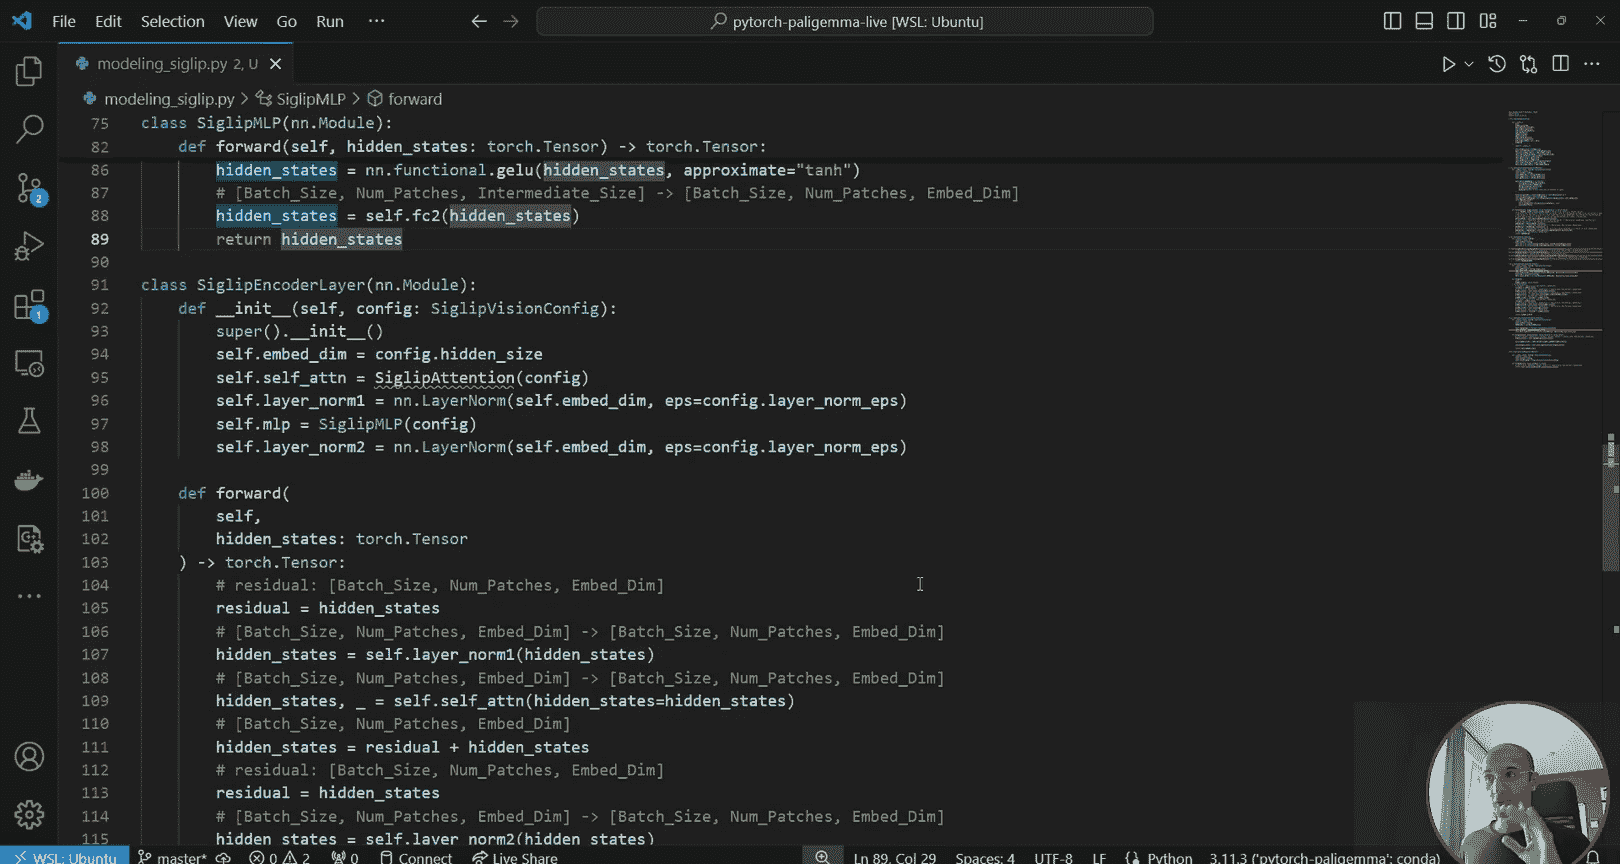 File Edit Selection View Go Run ···
pytorch-paligemma-live [WSL: Ubuntu]
modeling_siglip.py 2, U
modeling_siglip.py > SiglipMLP > forward
75 class SiglipMLP(nn.Module):
82 def forward(self, hidden_states: torch.Tensor) -> torch.Tensor:
86 hidden_states = nn.functional.gelu(hidden_states, approximate="tanh")
87 # [Batch_Size, Num_Patches, Intermediate_Size] -> [Batch_Size, Num_Patches, Embed_Dim]
88 hidden_states = self.fc2(hidden_states)
89 return hidden_states
90
91 class SiglipEncoderLayer(nn.Module):
92 def __init__(self, config: SiglipVisionConfig):
93 super().__init__()
94 self.embed_dim = config.hidden_size
95 self.self_attn = SiglipAttention(config)
96 self.layer_norm1 = nn.LayerNorm(self.embed_dim, eps=config.layer_norm_eps)
97 self.mlp = SiglipMLP(config)
98 self.layer_norm2 = nn.LayerNorm(self.embed_dim, eps=config.layer_norm_eps)
99
100 def forward(
101 self,
102 hidden_states: torch.Tensor
103 ) -> torch.Tensor:
104 # residual: [Batch_Size, Num_Patches, Embed_Dim]
105 residual = hidden_states
106 # [Batch_Size, Num_Patches, Embed_Dim] -> [Batch_Size, Num_Patches, Embed_Dim]
107 hidden_states = self.layer_norm1(hidden_states)
108 # [Batch_Size, Num_Patches, Embed_Dim] -> [Batch_Size, Num_Patches, Embed_Dim]
109 hidden_states, _ = self.self_attn(hidden_states=hidden_states)
110 # [Batch_Size, Num_Patches, Embed_Dim]
111 hidden_states = residual + hidden_states
112 # residual: [Batch_Size, Num_Patches, Embed_Dim]
113 residual = hidden_states
114 # [Batch_Size, Num_Patches, Embed_Dim] -> [Batch_Size, Num_Patches, Embed_Dim]
115 hidden_states = self.layer_norm2(hidden_states)
2
1
WSL: Ubuntu master* 0 2 0 Connect Live Share Ln 89, Col 29 Spaces: 4 UTF-8 LF Python 3.11.3 ('pytorch-paligemma': conda)